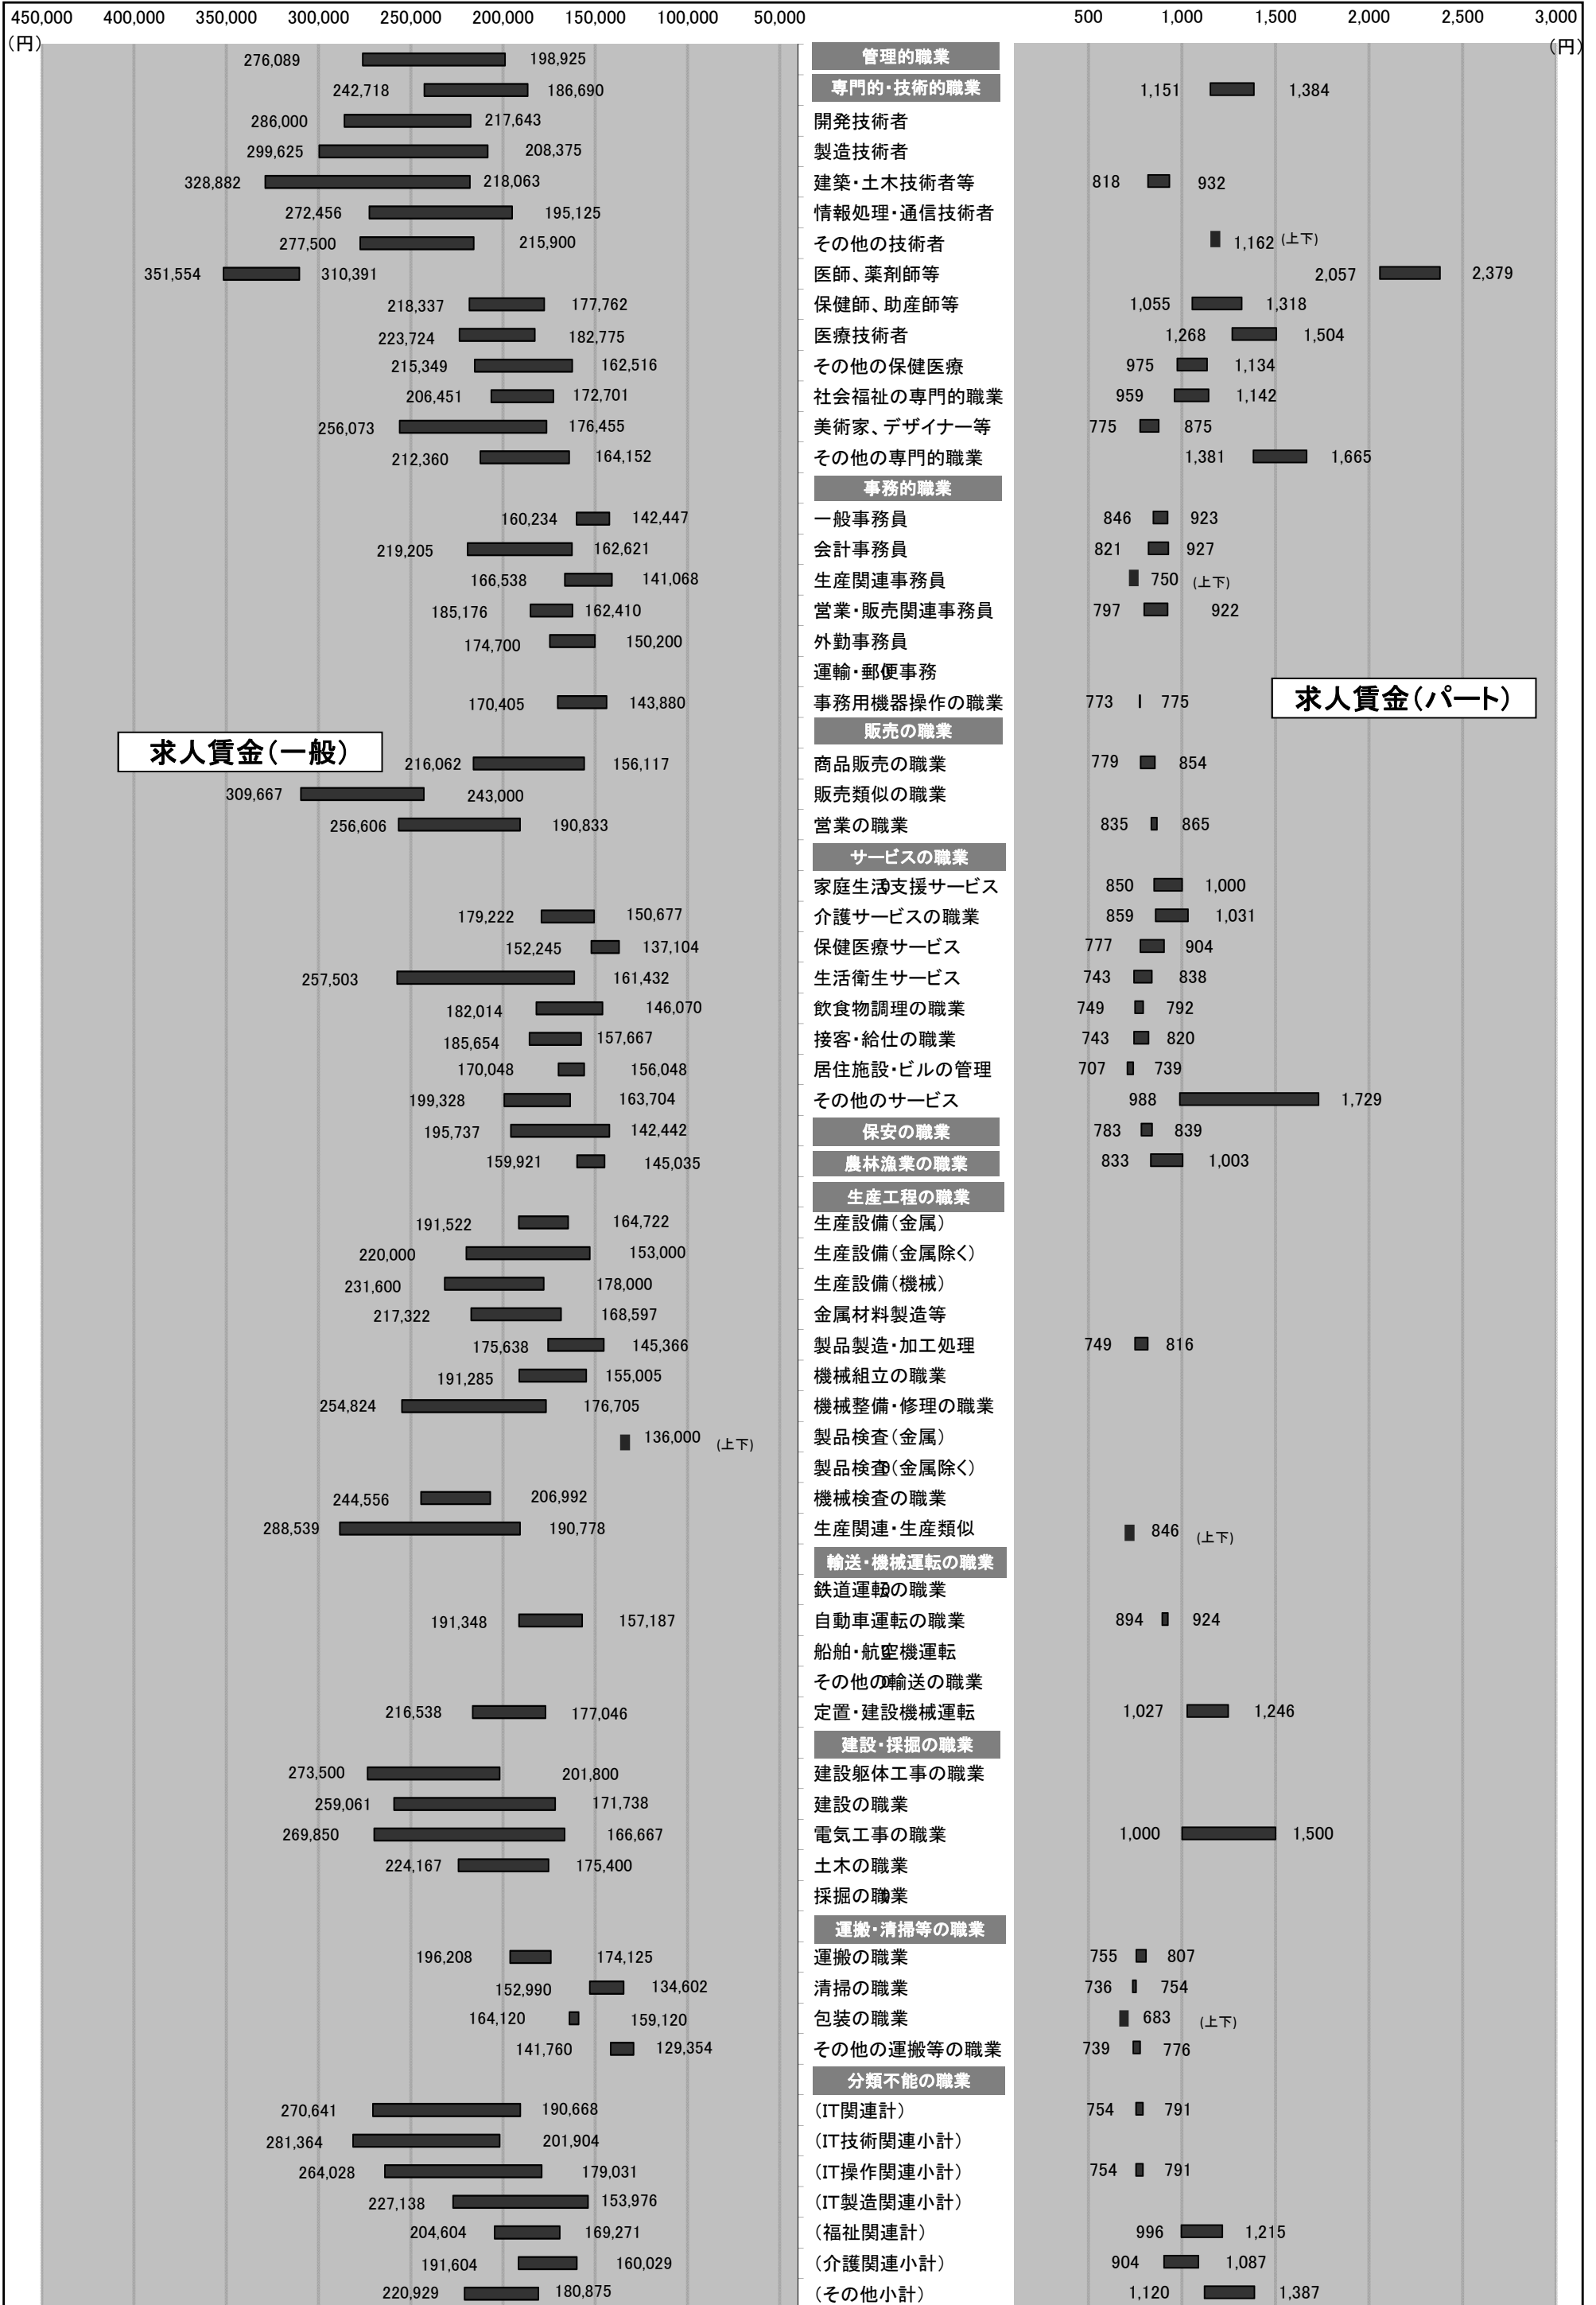 450,000 400,000 350,000 300,000 250,000 200,000 150,000 100,000 50,000 500 1,000 1,500 2,000 2,500 3,000
(円) (円)
276,089 198,925 管理的職業
242,718 186,690 専門的・技術的職業 1,151 1,384
286,000 217,643 開発技術者
299,625 208,375 製造技術者
328,882 218,063 建築・土木技術者等 818 932
272,456 195,125 情報処理・通信技術者
277,500 215,900 その他の技術者 1,162 (上下)
351,554 310,391 医師、薬剤師等 2,057 2,379
218,337 177,762 保健師、助産師等 1,055 1,318
223,724 182,775 医療技術者 1,268 1,504
215,349 162,516 その他の保健医療 975 1,134
206,451 172,701 社会福祉の専門的職業 959 1,142
256,073 176,455 美術家、デザイナー等 775 875
212,360 164,152 その他の専門的職業 1,381 1,665
事務的職業
160,234 142,447 一般事務員 846 923
219,205 162,621 会計事務員 821 927
166,538 141,068 生産関連事務員 750 (上下)
185,176 162,410 営業・販売関連事務員 797 922
174,700 150,200 外勤事務員
運輸・郵便事務 0
170,405 143,880 事務用機器操作の職業 773 775
求人賃金(パート)
販売の職業
求人賃金(一般)
216,062 156,117 商品販売の職業 779 854
309,667 243,000 販売類似の職業
256,606 190,833 営業の職業 835 865
サービスの職業
家庭生活支援サービス 0 850 1,000
179,222 150,677 介護サービスの職業 859 1,031
152,245 137,104 保健医療サービス 777 904
257,503 161,432 生活衛生サービス 743 838
182,014 146,070 飲食物調理の職業 749 792
185,654 157,667 接客・給仕の職業 743 820
170,048 156,048 居住施設・ビルの管理 707 739
199,328 163,704 その他のサービス 988 1,729
195,737 142,442 保安の職業 783 839
159,921 145,035 農林漁業の職業 833 1,003
生産工程の職業
191,522 164,722 生産設備(金属)
220,000 153,000 生産設備(金属除く)
231,600 178,000 生産設備(機械)
217,322 168,597 金属材料製造等
175,638 145,366 製品製造・加工処理 749 816
191,285 155,005 機械組立の職業
254,824 176,705 機械整備・修理の職業
136,000 (上下) 製品検査(金属)
製品検査(金属除く) 0
244,556 206,992 機械検査の職業
288,539 190,778 生産関連・生産類似 846 (上下)
輸送・機械運転の職業
鉄道運転の職業 0
191,348 157,187 自動車運転の職業 894 924
船舶・航空機運転 0
その他の輸送の職業 0
216,538 177,046 定置・建設機械運転 1,027 1,246
建設・採掘の職業
273,500 201,800 建設躯体工事の職業
259,061 171,738 建設の職業
269,850 166,667 電気工事の職業 1,000 1,500
224,167 175,400 土木の職業
採掘の職業 0
運搬・清掃等の職業
196,208 174,125 運搬の職業 755 807
152,990 134,602 清掃の職業 736 754
164,120 159,120 包装の職業 683 (上下)
141,760 129,354 その他の運搬等の職業 739 776
分類不能の職業
270,641 190,668 (IT関連計) 754 791
281,364 201,904 (IT技術関連小計)
264,028 179,031 (IT操作関連小計) 754 791
227,138 153,976 (IT製造関連小計)
204,604 169,271 (福祉関連計) 996 1,215
191,604 160,029 (介護関連小計) 904 1,087
220,929 180,875 (その他小計) 1,120 1,387